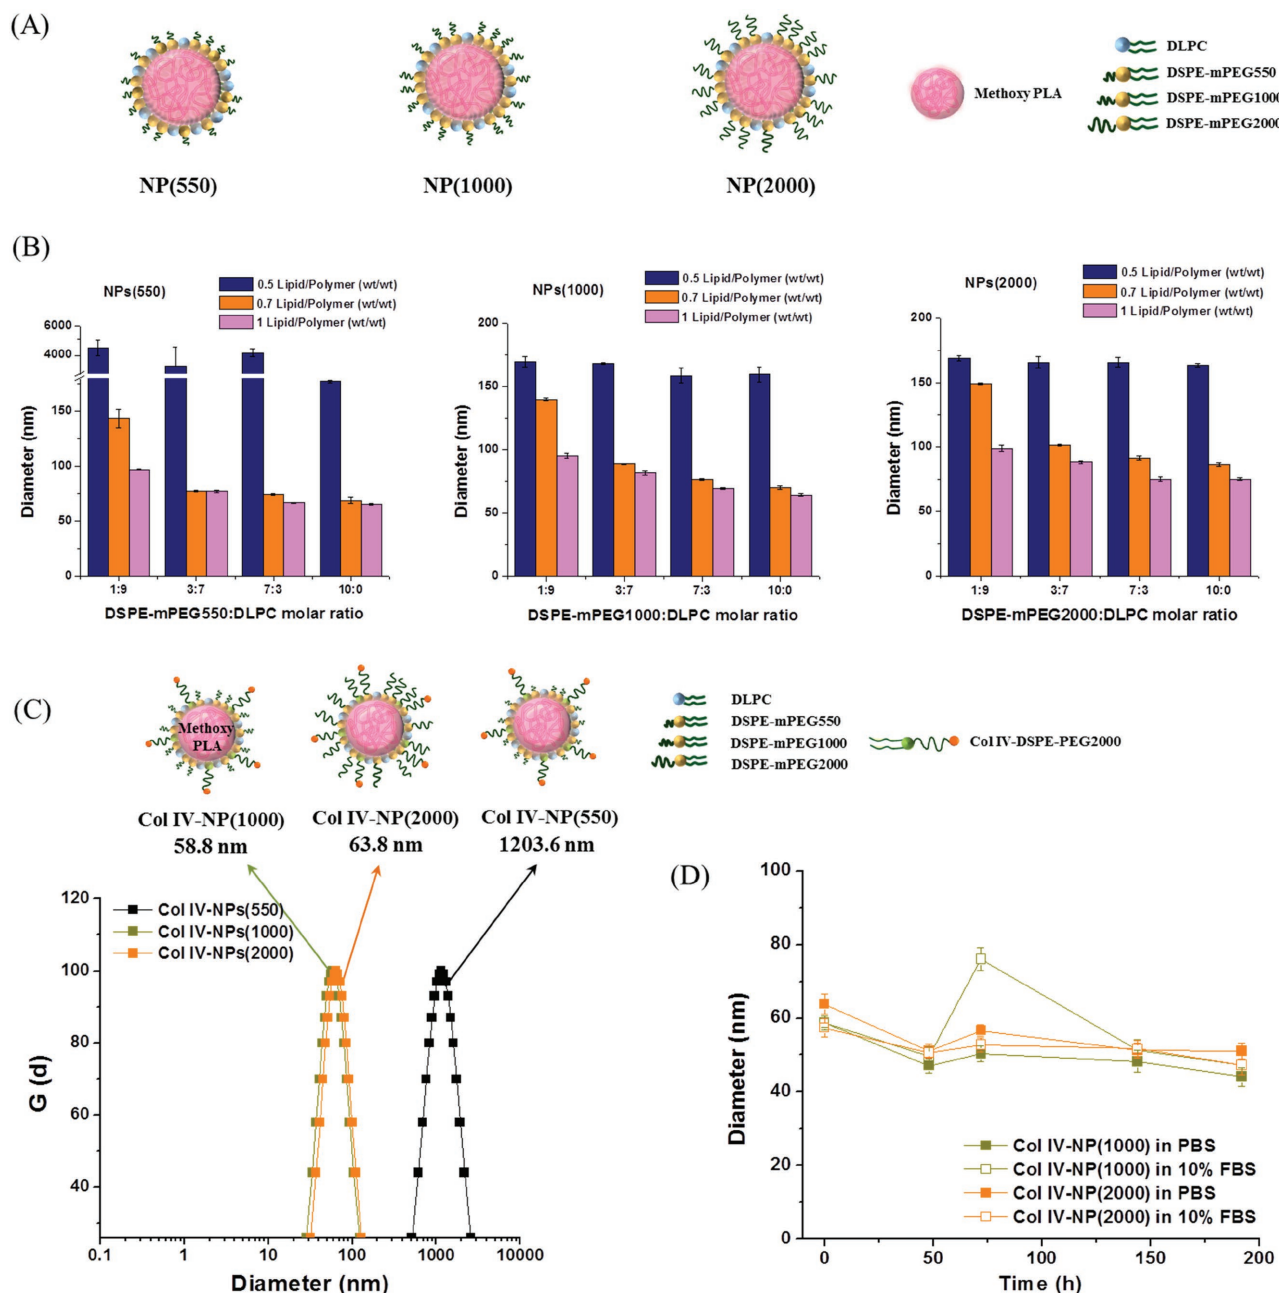 (A)
DLPC
DSPE-mPEG550
DSPE-mPEG1000
DSPE-mPEG2000
Methoxy PLA
NP(550)
NP(1000)
NP(2000)
(B)
NPs(550)
0.5 Lipid/Polymer (wt/wt)
0.7 Lipid/Polymer (wt/wt)
1 Lipid/Polymer (wt/wt)
6000
4000
150
100
50
0
Diameter (nm)
1:9 3:7 7:3 10:0
DSPE-mPEG550:DLPC molar ratio
NPs(1000)
0.5 Lipid/Polymer (wt/wt)
0.7 Lipid/Polymer (wt/wt)
1 Lipid/Polymer (wt/wt)
200
150
100
50
0
Diameter (nm)
1:9 3:7 7:3 10:0
DSPE-mPEG1000:DLPC molar ratio
NPs(2000)
0.5 Lipid/Polymer (wt/wt)
0.7 Lipid/Polymer (wt/wt)
1 Lipid/Polymer (wt/wt)
200
150
100
50
0
Diameter (nm)
1:9 3:7 7:3 10:0
DSPE-mPEG2000:DLPC molar ratio
(C)
Methoxy
PLA
DLPC
DSPE-mPEG550
DSPE-mPEG1000
DSPE-mPEG2000
Col IV-DSPE-PEG2000
Col IV-NP(1000)
58.8 nm
Col IV-NP(2000)
63.8 nm
Col IV-NP(550)
1203.6 nm
Col IV-NPs(550)
Col IV-NPs(1000)
Col IV-NPs(2000)
120
100
80
60
40
G (d)
0.1 1 10 100 1000 10000
Diameter (nm)
(D)
100
80
60
40
20
0
Diameter (nm)
Col IV-NP(1000) in PBS
Col IV-NP(1000) in 10% FBS
Col IV-NP(2000) in PBS
Col IV-NP(2000) in 10% FBS
0 50 100 150 200
Time (h)